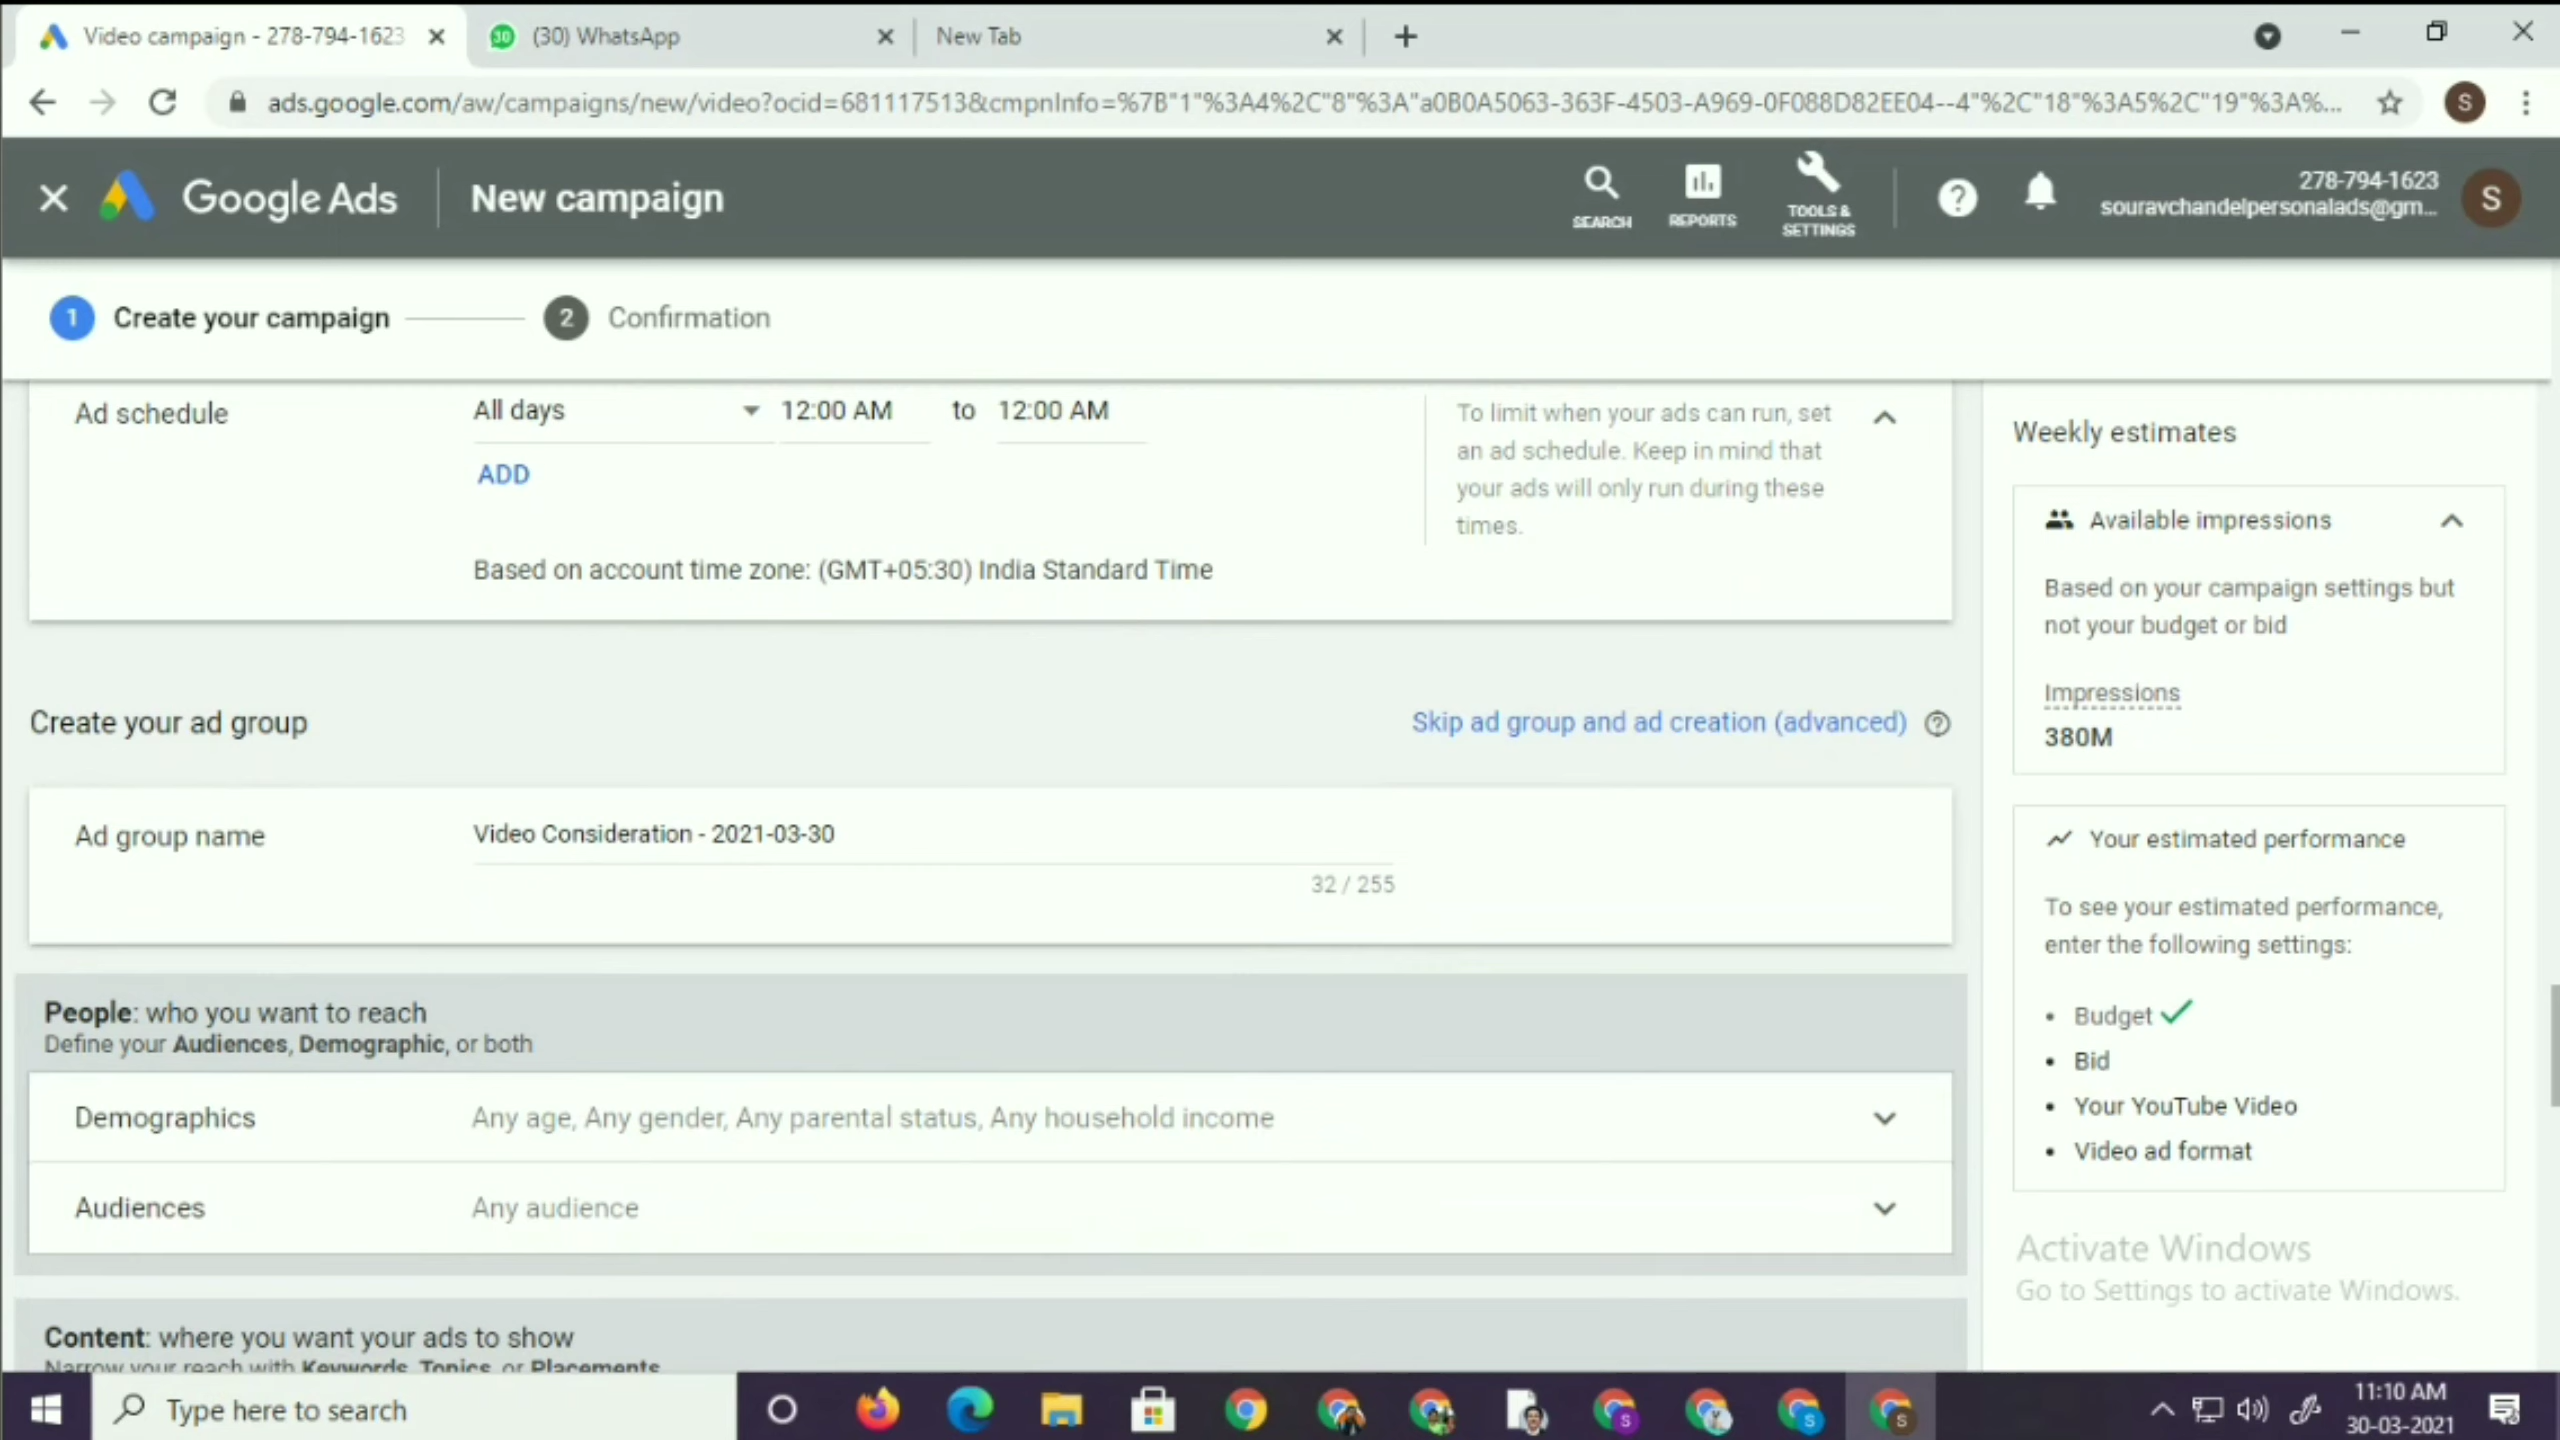 Video campaign - 278-794-1623
(30) WhatsApp
New Tab
ads.google.com/aw/campaigns/new/video?ocid=681117513&cmpnInfo=%7B"1"%3A4%2C"8"%3A"a0B0A5063-363F-4503-A969-0F088D82EE04--4"%2C"18"%3A5%2C"19"%3A%...
S
Google Ads
New campaign
SEARCH
REPORTS
TOOLS &
SETTINGS
278-794-1623
souravchandelpersonalads@gm...
S
1 Create your campaign
2 Confirmation
Ad schedule
All days
12:00 AM to 12:00 AM
ADD
Based on account time zone: (GMT+05:30) India Standard Time
To limit when your ads can run, set
an ad schedule. Keep in mind that
your ads will only run during these
times.
Create your ad group
Skip ad group and ad creation (advanced)
Ad group name
Video Consideration - 2021-03-30
32 / 255
People: who you want to reach
Define your Audiences, Demographic, or both
Demographics
Any age, Any gender, Any parental status, Any household income
Audiences
Any audience
Content: where you want your ads to show
Narrow your reach with Keywords, Topics, or Placements
Weekly estimates
Available impressions
Based on your campaign settings but
not your budget or bid
Impressions
380M
Your estimated performance
To see your estimated performance,
enter the following settings:
• Budget
• Bid
• Your YouTube Video
• Video ad format
Activate Windows
Go to Settings to activate Windows.
Type here to search
11:10 AM
30-03-2021